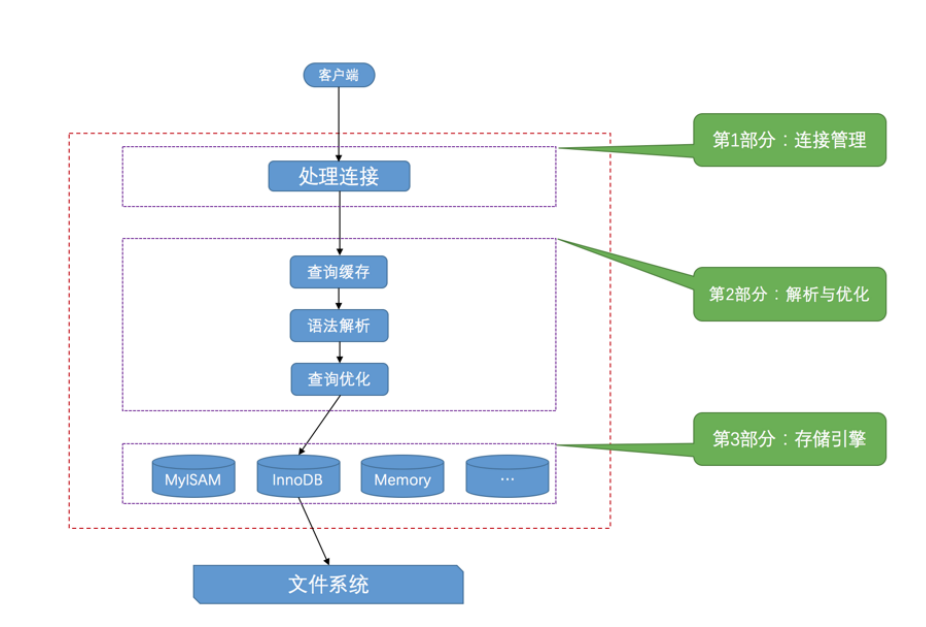 客户端
第1部分：连接管理
处理连接
查询缓存
第2部分：解析与优化
语法解析
查询优化
第3部分：存储引擎
MyISAM
InnoDB
Memory
…
文件系统